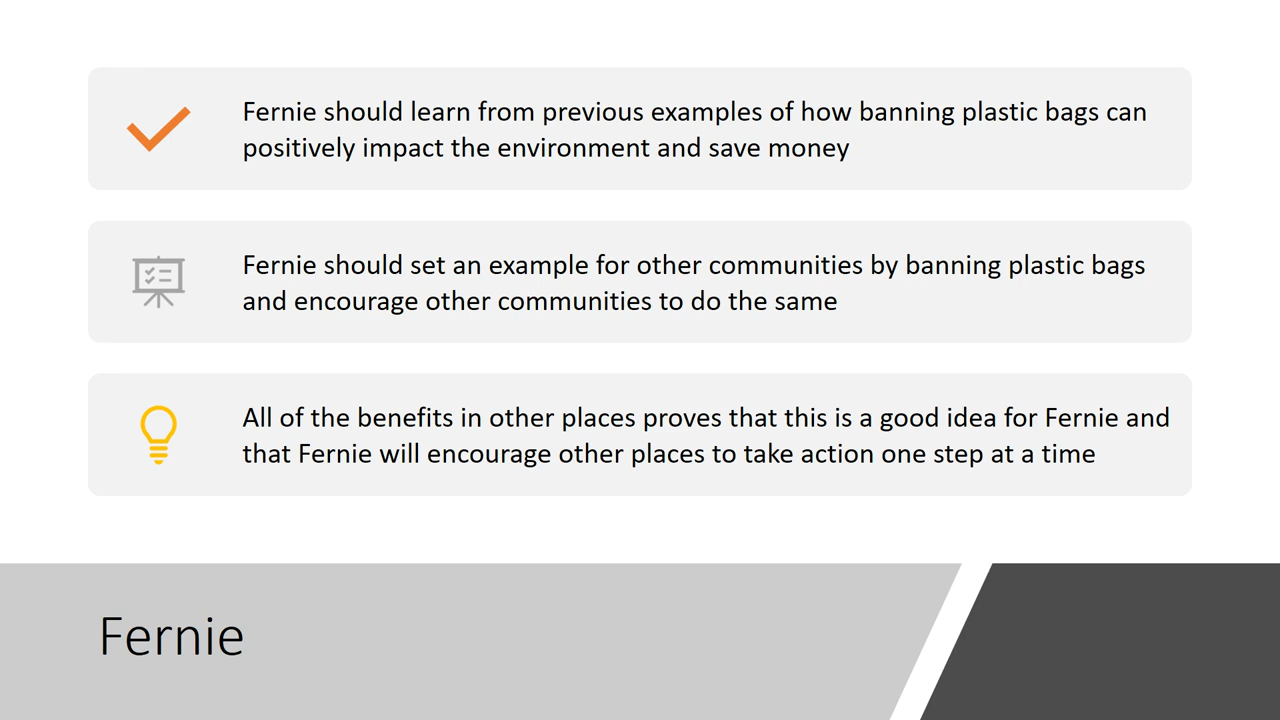 Fernie should learn from previous examples of how banning plastic bags can
positively impact the environment and save money
Fernie should set an example for other communities by banning plastic bags
and encourage other communities to do the same
All of the benefits in other places proves that this is a good idea for Fernie and
that Fernie will encourage other places to take action one step at a time
Fernie